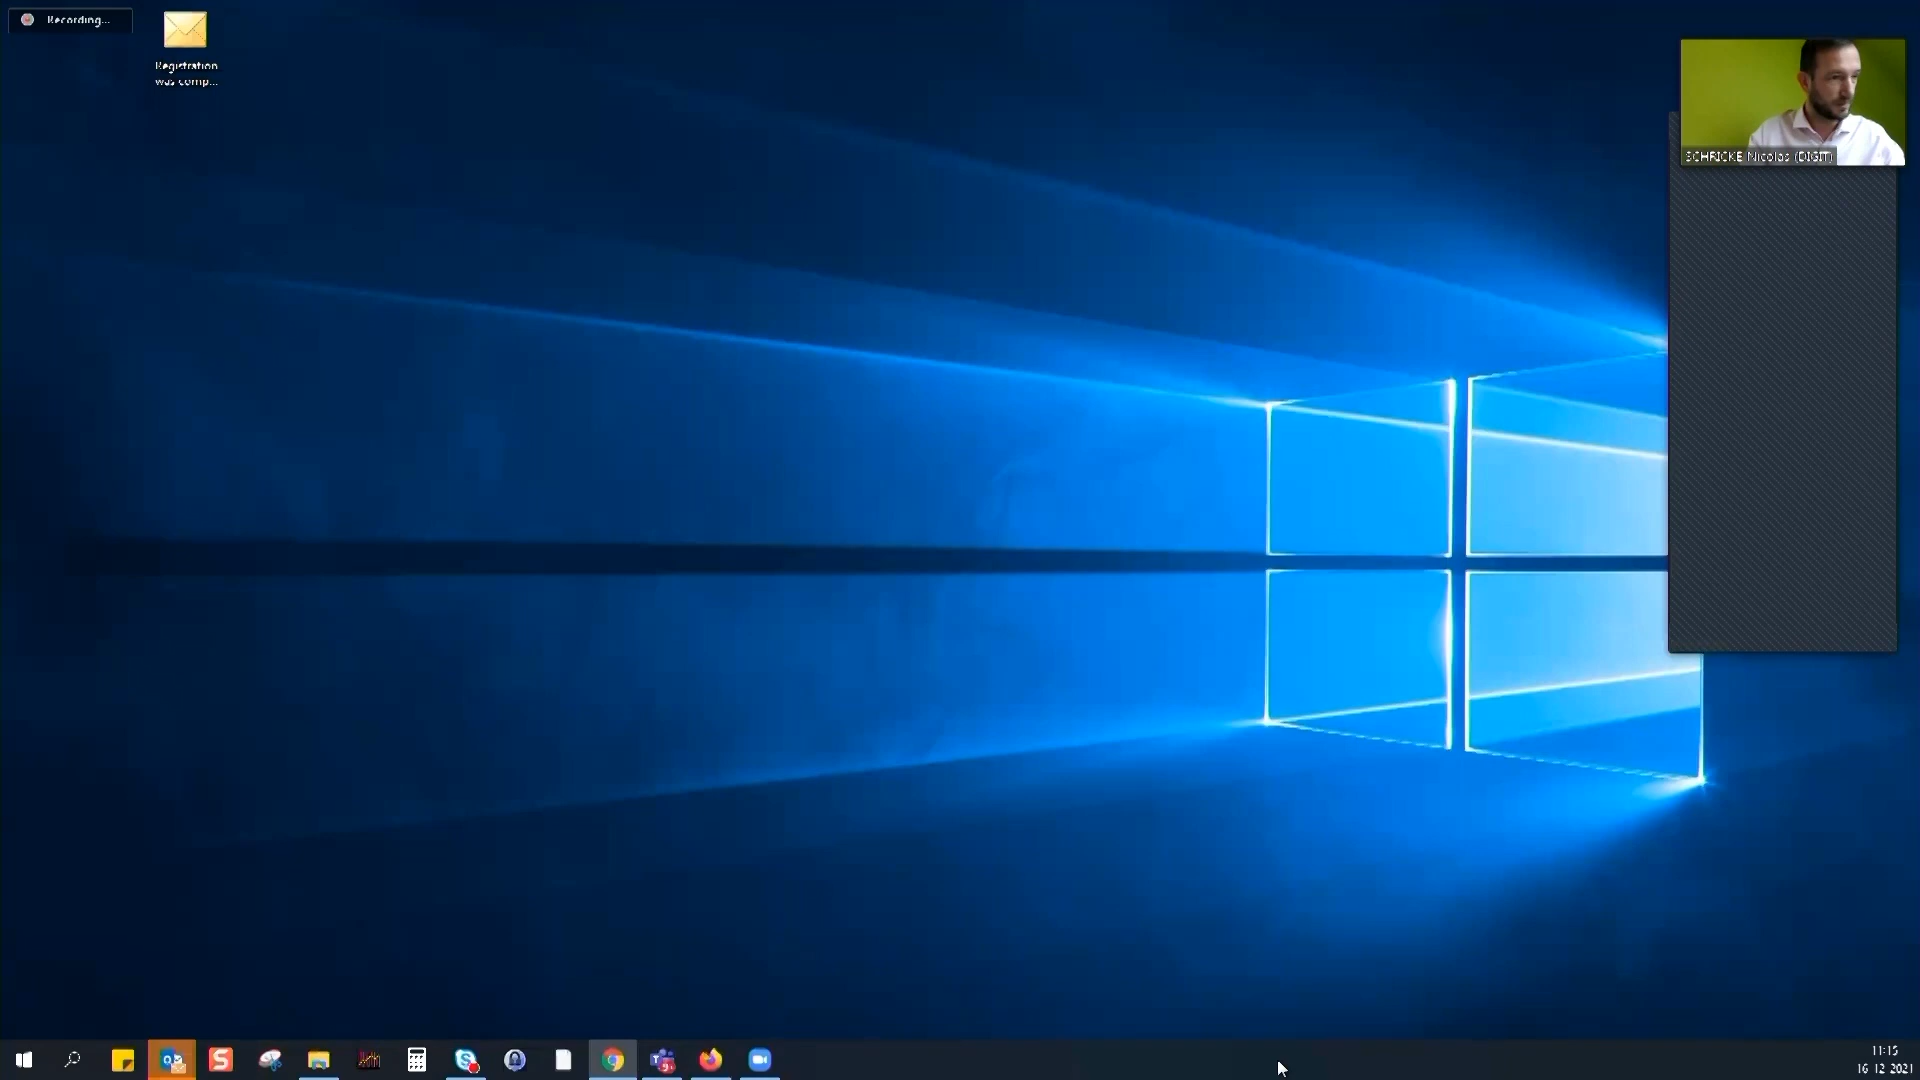 Recording...
Registration
was comp...
SCHRICKE Nicolas (DIGIT)
11:15
16-12-2021